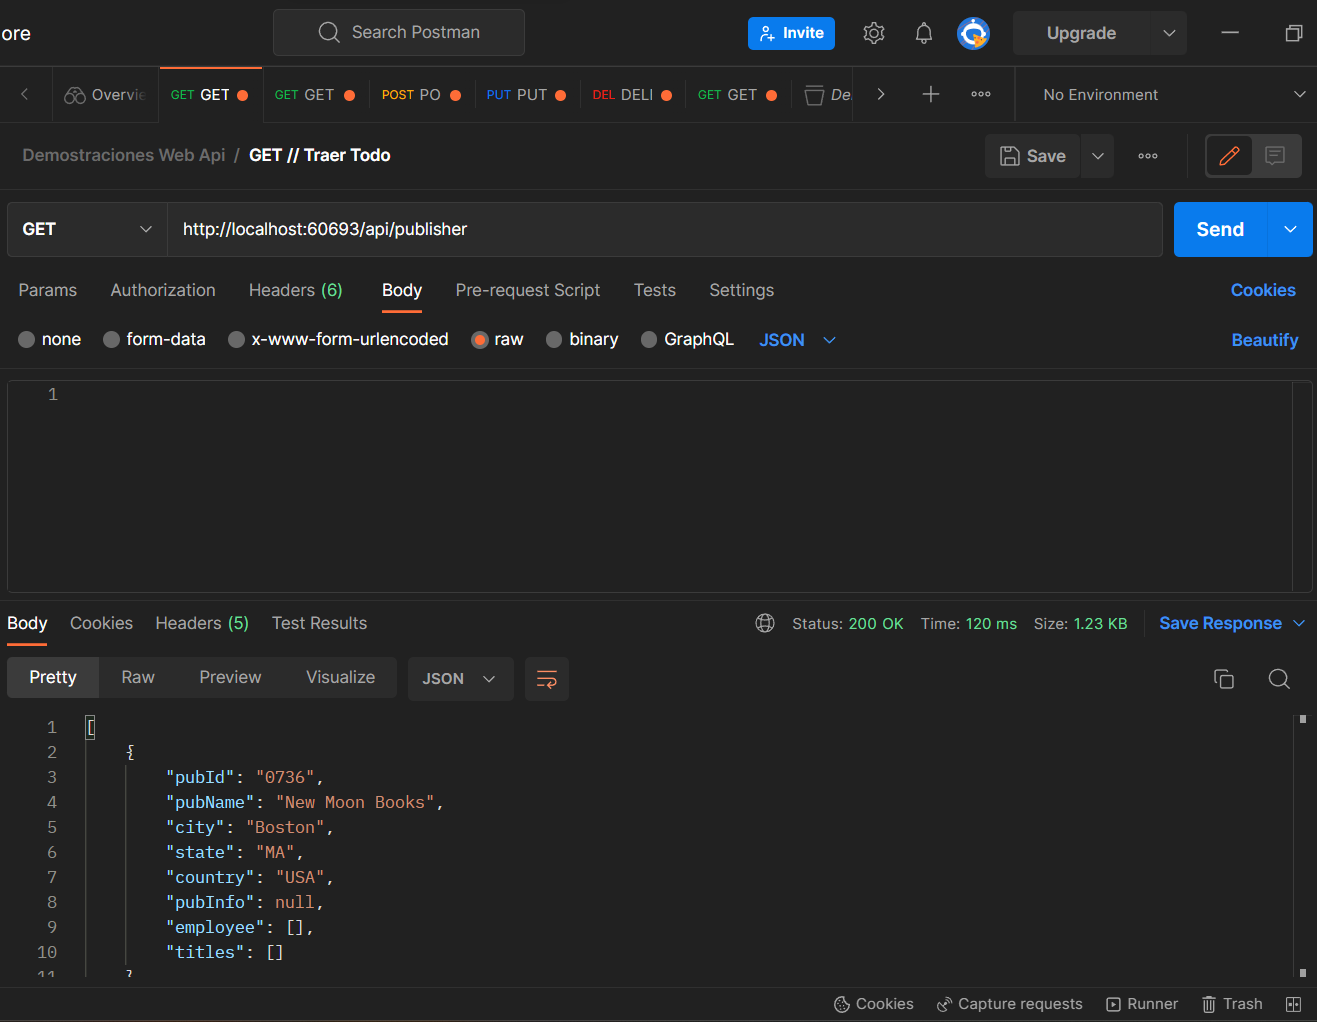 ore
Search Postman
Invite
Upgrade
Overvie
GET GET
GET GET
POST PO
PUT PUT
DEL DELI
GET GET
De
No Environment
Demostraciones Web Api / GET // Traer Todo
Save
GET
http://localhost:60693/api/publisher
Send
Params Authorization Headers (6) Body Pre-request Script Tests Settings Cookies
none form-data x-www-form-urlencoded raw binary GraphQL JSON Beautify
1
Body Cookies Headers (5) Test Results Status: 200 OK Time: 120 ms Size: 1.23 KB Save Response
Pretty Raw Preview Visualize JSON
1 [
2 {
3 "pubId": "0736",
4 "pubName": "New Moon Books",
5 "city": "Boston",
6 "state": "MA",
7 "country": "USA",
8 "pubInfo": null,
9 "employee": [],
10 "titles": []
11 }
Cookies Capture requests Runner Trash